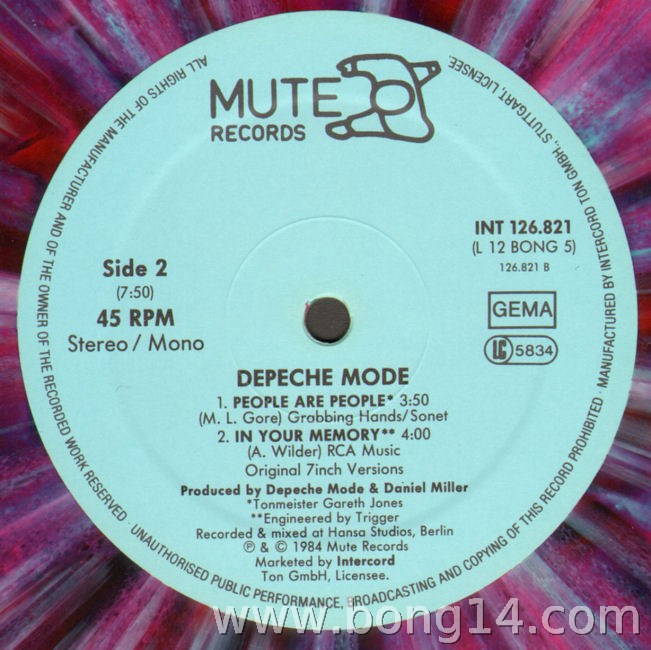 MUTE
RECORDS
Side 2
(7:50)
45 RPM
Stereo / Mono
INT 126.821
(L 12 BONG 5)
126.821 B
GEMA
LC 5834
DEPECHE MODE
1. PEOPLE ARE PEOPLE* 3:50
(M. L. Gore) Grabbing Hands/Sonet
2. IN YOUR MEMORY** 4:00
(A. Wilder) RCA Music
Original 7inch Versions
Produced by Depeche Mode & Daniel Miller
*Tonmeister Gareth Jones
**Engineered by Trigger
Recorded & mixed at Hansa Studios, Berlin
℗ & © 1984 Mute Records
Marketed by Intercord
Ton GmbH, Licensee.
ALL RIGHTS OF THE MANUFACTURER AND OF THE OWNER OF THE RECORDED WORK RESERVED · UNAUTHORISED PUBLIC PERFORMANCE, BROADCASTING AND COPYING OF THIS RECORD PROHIBITED · MANUFACTURED BY INTERCORD TON GMBH., STUTTGART, LICENSEE.
www.bong14.com